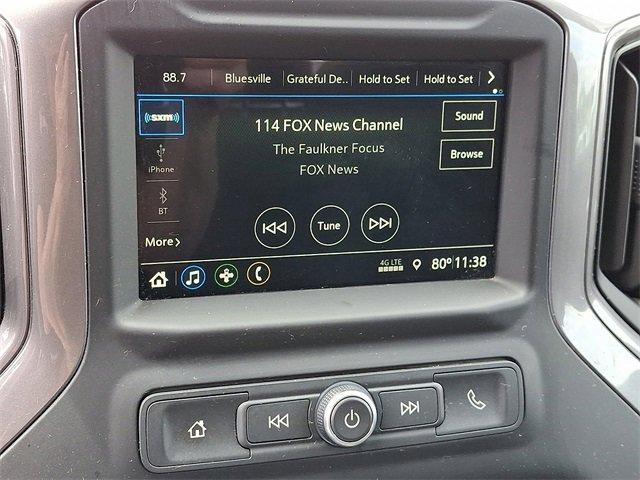 88.7 Bluesville Grateful De.. Hold to Set Hold to Set
((SXM))
114 FOX News Channel
Sound
The Faulkner Focus
Browse
iPhone
FOX News
BT
Tune
More
4G LTE
80° 11:38